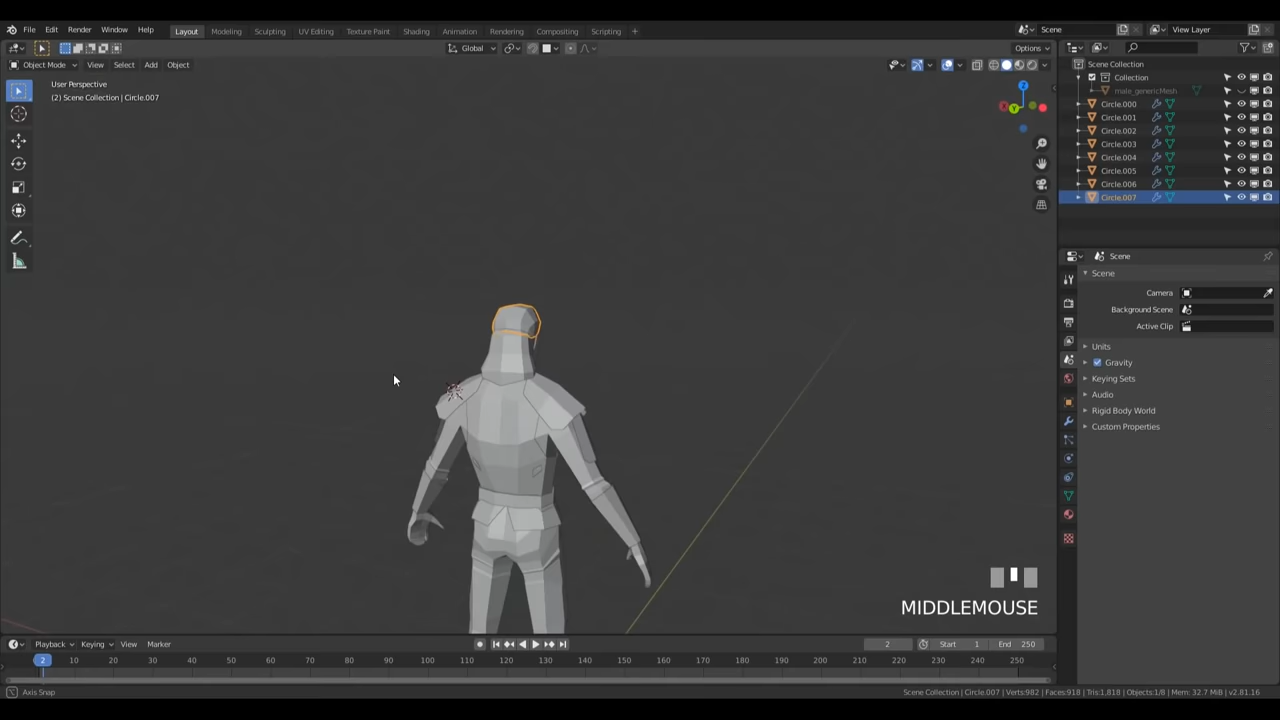 File Edit Render Window Help Layout Modeling Sculpting UV Editing Texture Paint Shading Animation Rendering Compositing Scripting + Scene View Layer
Global Options
Object Mode View Select Add Object
User Perspective
(2) Scene Collection | Circle.007
Scene Collection
Collection
male_genericMesh
Circle.000
Circle.001
Circle.002
Circle.003
Circle.004
Circle.005
Circle.006
Circle.007
Scene
Scene
Camera
Background Scene
Active Clip
Units
Gravity
Keying Sets
Audio
Rigid Body World
Custom Properties
Z
X
Y
MIDDLEMOUSE
Playback Keying View Marker 2 Start 1 End 250
2 10 20 30 40 50 60 70 80 90 100 110 120 130 140 150 160 170 180 190 200 210 220 230 240 250
Axis Snap Scene Collection | Circle.007 | Verts:982 | Faces:918 | Tris:1,818 | Objects:1/8 | Mem: 32.7 MiB | v2.81.16